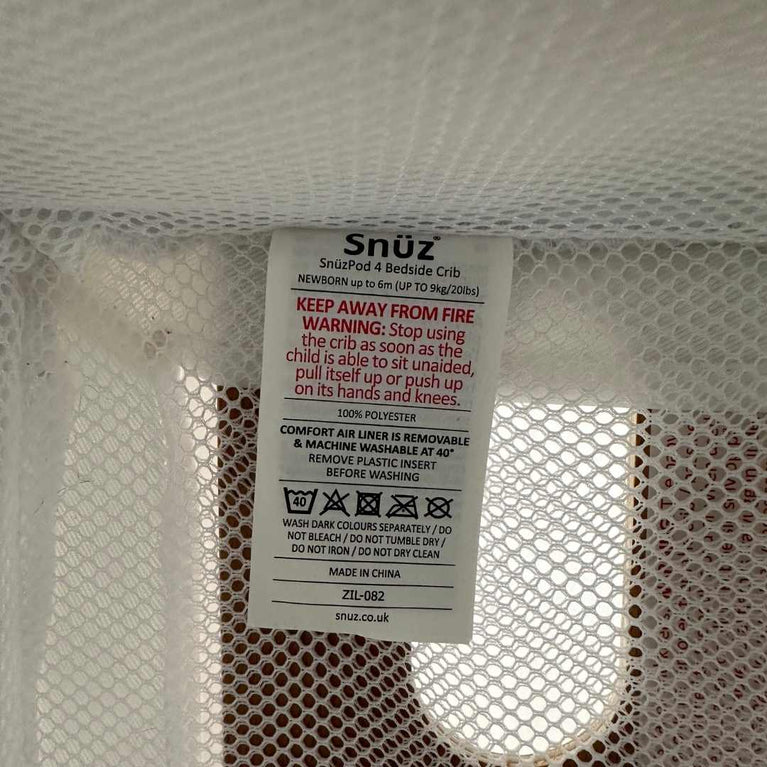 Snüz®
SnüzPod 4 Bedside Crib
NEWBORN up to 6m (UP TO 9kg/20lbs)
KEEP AWAY FROM FIRE
WARNING: Stop using
the crib as soon as the
child is able to sit unaided,
pull itself up or push up
on its hands and knees.
100% POLYESTER
COMFORT AIR LINER IS REMOVABLE
& MACHINE WASHABLE AT 40°
REMOVE PLASTIC INSERT
BEFORE WASHING
40
WASH DARK COLOURS SEPARATELY / DO
NOT BLEACH / DO NOT TUMBLE DRY /
DO NOT IRON / DO NOT DRY CLEAN
MADE IN CHINA
ZIL-082
snuz.co.uk